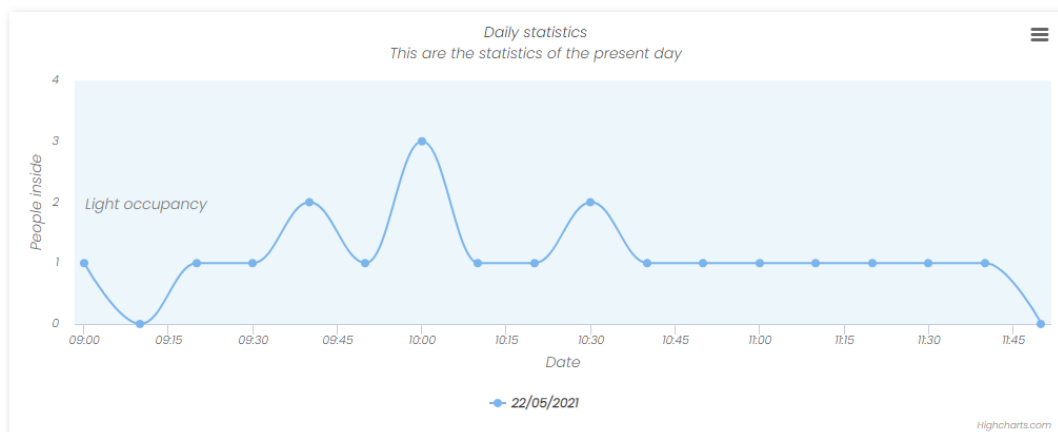 Daily statistics
This are the statistics of the present day
4
3
2
1
0
People inside
Light occupancy
09:00 09:15 09:30 09:45 10:00 10:15 10:30 10:45 11:00 11:15 11:30 11:45
Date
22/05/2021
Highcharts.com